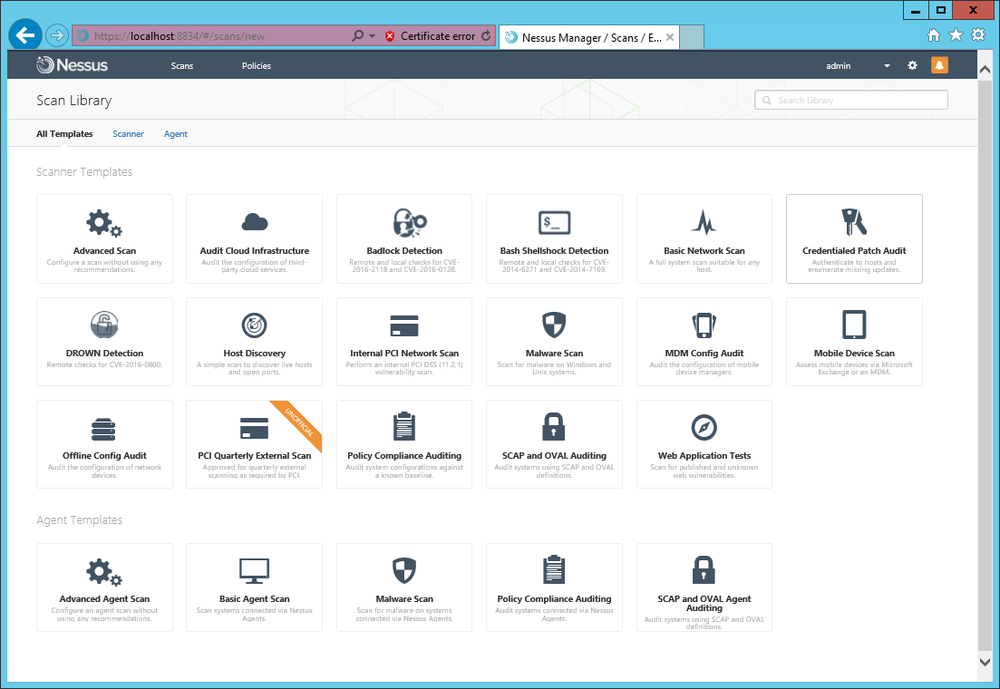 https://localhost:8834/#/scans/new
Certificate error
Nessus Manager / Scans / E...
Nessus
Scans
Policies
admin
Scan Library
Search Library
All Templates
Scanner
Agent
Scanner Templates
Advanced Scan
Configure a scan without using any
recommendations.
Audit Cloud Infrastructure
Audit the configuration of third-
party cloud services.
Badlock Detection
Remote and local checks for CVE-
2016-2118 and CVE-2016-0128.
$_
Bash Shellshock Detection
Remote and local checks for CVE-
2014-6271 and CVE-2014-7169.
Basic Network Scan
A full system scan suitable for any
host.
Credentialed Patch Audit
Authenticate to hosts and
enumerate missing updates.
DROWN Detection
Remote checks for CVE-2016-0800.
Host Discovery
A simple scan to discover live hosts
and open ports.
Internal PCI Network Scan
Perform an internal PCI DSS (11.2.1)
vulnerability scan.
Malware Scan
Scan for malware on Windows and
Unix systems.
MDM Config Audit
Audit the configuration of mobile
device managers.
Mobile Device Scan
Assess mobile devices via Microsoft
Exchange or an MDM.
Offline Config Audit
Audit the configuration of network
devices.
UNOFFICIAL
PCI Quarterly External Scan
Approved for quarterly external
scanning as required by PCI.
Policy Compliance Auditing
Audit system configurations against
a known baseline.
SCAP and OVAL Auditing
Audit systems using SCAP and OVAL
definitions.
Web Application Tests
Scan for published and unknown
web vulnerabilities.
Agent Templates
Advanced Agent Scan
Configure an agent scan without
using any recommendations.
Basic Agent Scan
Scan systems connected via Nessus
Agents.
Malware Scan
Scan for malware on systems
connected via Nessus Agents.
Policy Compliance Auditing
Audit systems connected via Nessus
Agents.
SCAP and OVAL Agent
Auditing
Audit systems using SCAP and OVAL
definitions.